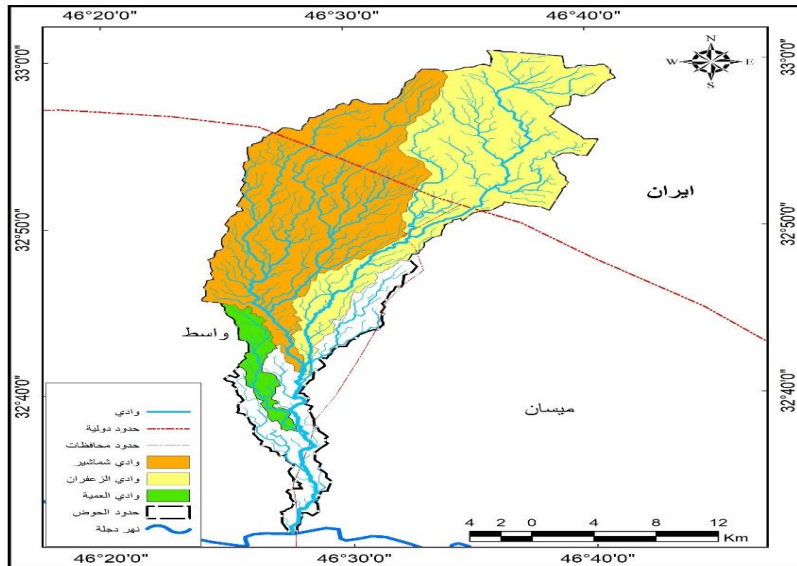 46°20'0"
46°30'0"
46°40'0"
N
W
E
S
33°0'0"
33°0'0"
ايران
32°50'0"
32°50'0"
واسط
32°40'0"
32°40'0"
ميسان
وادي
حدود دولية
حدود محافظات
وادي شماشير
وادي الزعفران
وادي العمية
حدود الحوض
نهر دجلة
4 2 0 4 8 12
Km
46°20'0"
46°30'0"
46°40'0"